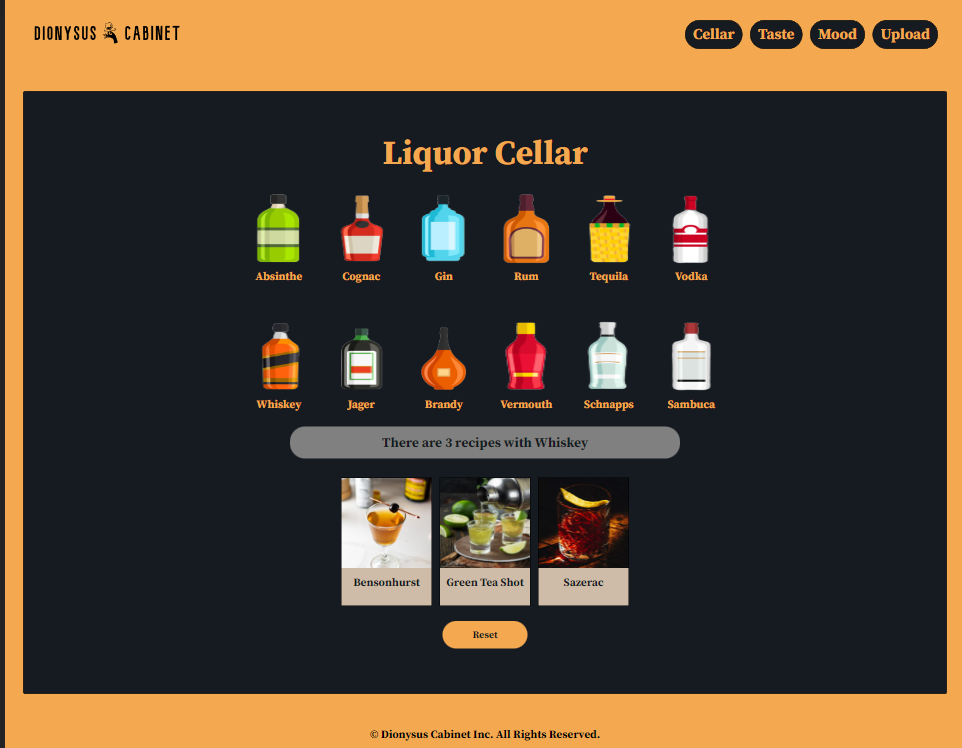 DIONYSUS CABINET
Cellar Taste Mood Upload
Liquor Cellar
Absinthe Cognac Gin Rum Tequila Vodka
Whiskey Jager Brandy Vermouth Schnapps Sambuca
There are 3 recipes with Whiskey
Bensonhurst Green Tea Shot Sazerac
Reset
© Dionysus Cabinet Inc. All Rights Reserved.